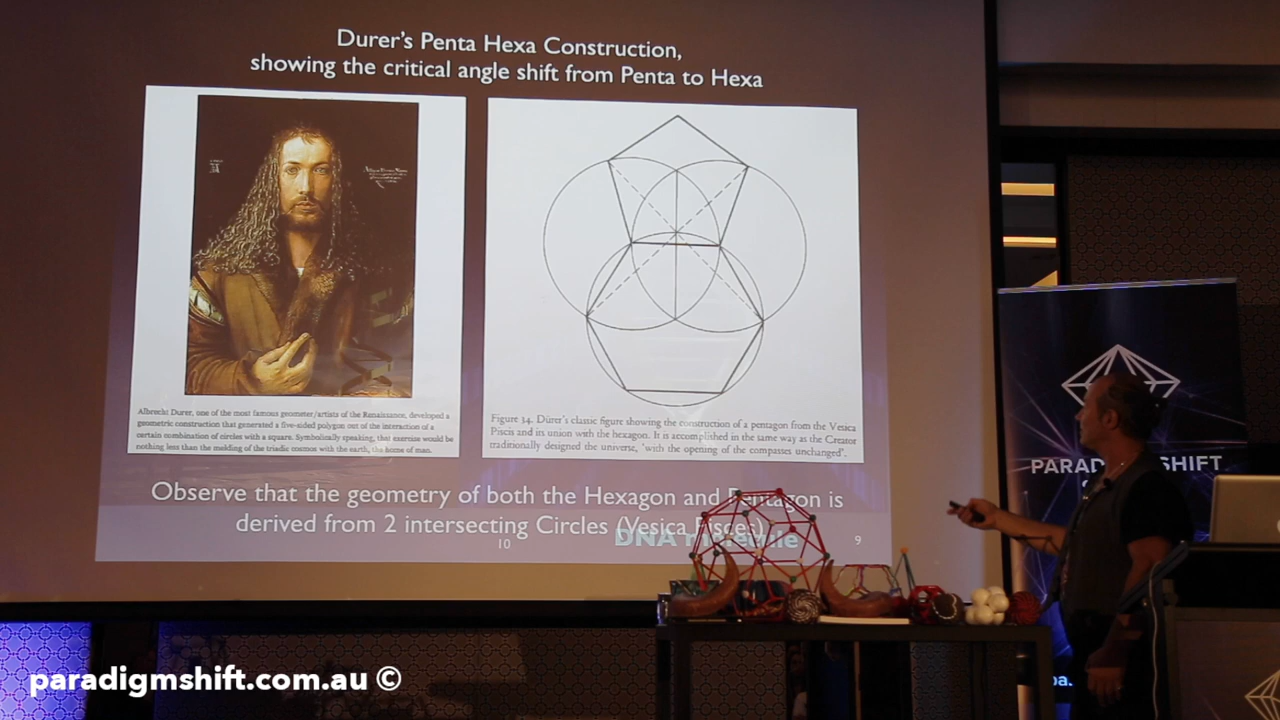 Durer's Penta Hexa Construction,
showing the critical angle shift from Penta to Hexa
Albrecht Durer, one of the most famous geometer/artists of the Renaissance, developed a
geometric construction that generated a five-sided polygon out of the interaction of a
certain combination of circles with a square. Symbolically speaking, that exercise would be
nothing less than the melding of the triadic cosmos with the earth, the home of man.
Figure 34. Dürer's classic figure showing the construction of a pentagon from the Vesica
Piscis and its union with the hexagon. It is accomplished in the same way as the Creator
traditionally designed the universe, 'with the opening of the compasses unchanged'.
Observe that the geometry of both the Hexagon and Pentagon is
derived from 2 intersecting Circles (Vesica Pisces)
10
DNA molecule
9
PARADIGM SHIFT
paradigmshift.com.au ©